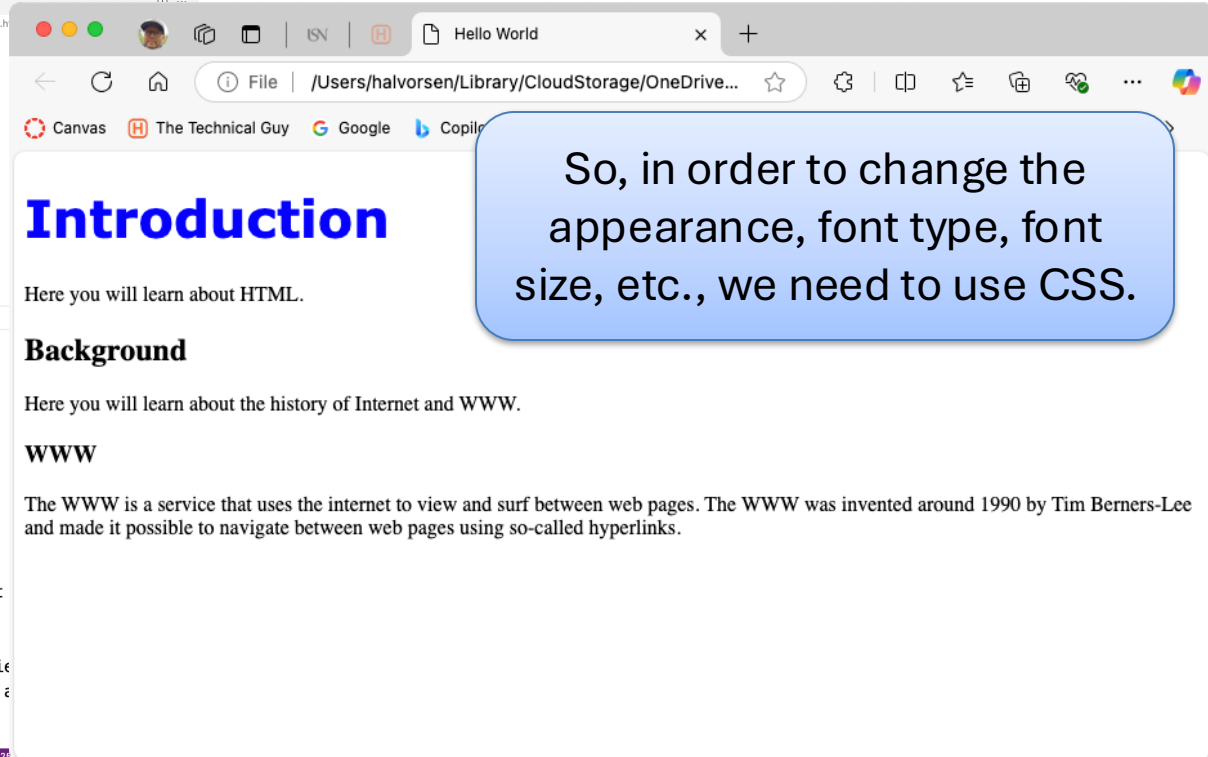 USN
H
Hello World
File
/Users/halvorsen/Library/CloudStorage/OneDrive...
Canvas
H The Technical Guy
G Google
So, in order to change the
appearance, font type, font
size, etc., we need to use CSS.
Introduction
Here you will learn about HTML.
Background
Here you will learn about the history of Internet and WWW.
WWW
The WWW is a service that uses the internet to view and surf between web pages. The WWW was invented around 1990 by Tim Berners-Lee
and made it possible to navigate between web pages using so-called hyperlinks.